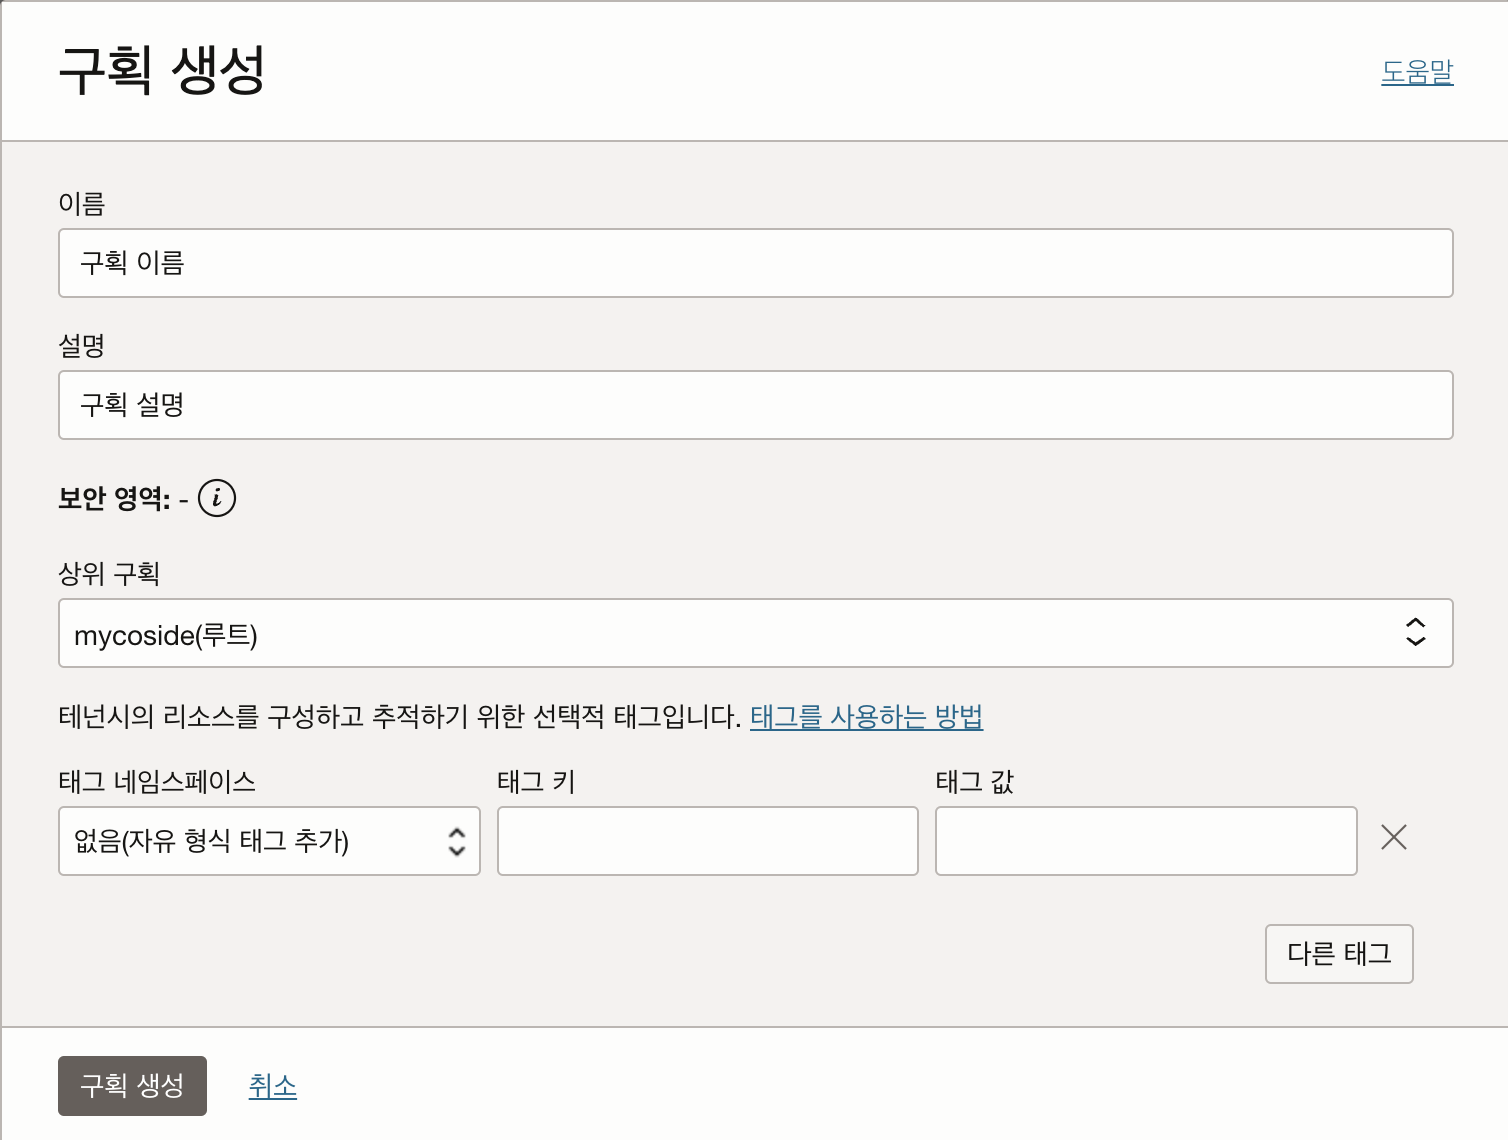 구획 생성
도움말
이름
구획 이름
설명
구획 설명
보안 영역: - i
상위 구획
mycoside(루트)
테넌시의 리소스를 구성하고 추적하기 위한 선택적 태그입니다. 태그를 사용하는 방법
태그 네임스페이스 태그 키 태그 값
없음(자유 형식 태그 추가)
다른 태그
구획 생성 취소